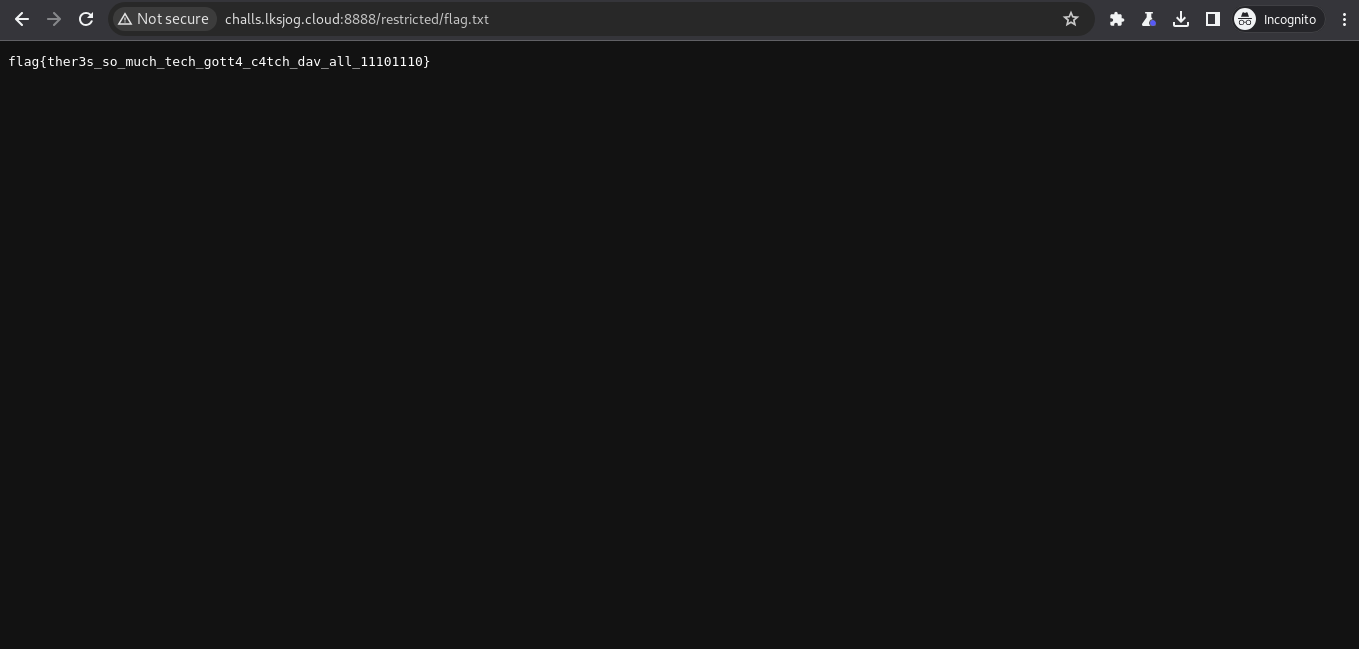 Not secure challs.lksjog.cloud:8888/restricted/flag.txt Incognito
flag{ther3s_so_much_tech_gott4_c4tch_dav_all_11101110}